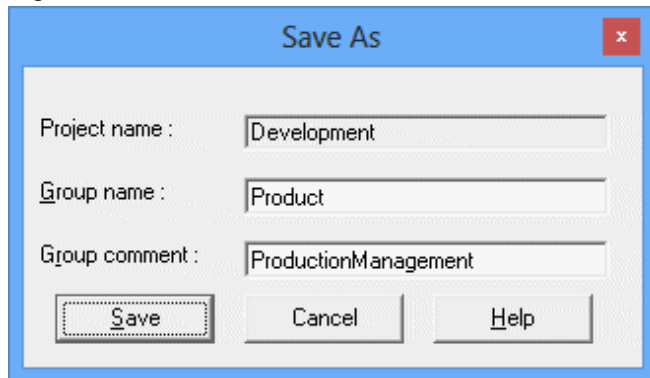 Save As
x
Project name : Development
Group name : Product
Group comment : ProductionManagement
Save Cancel Help